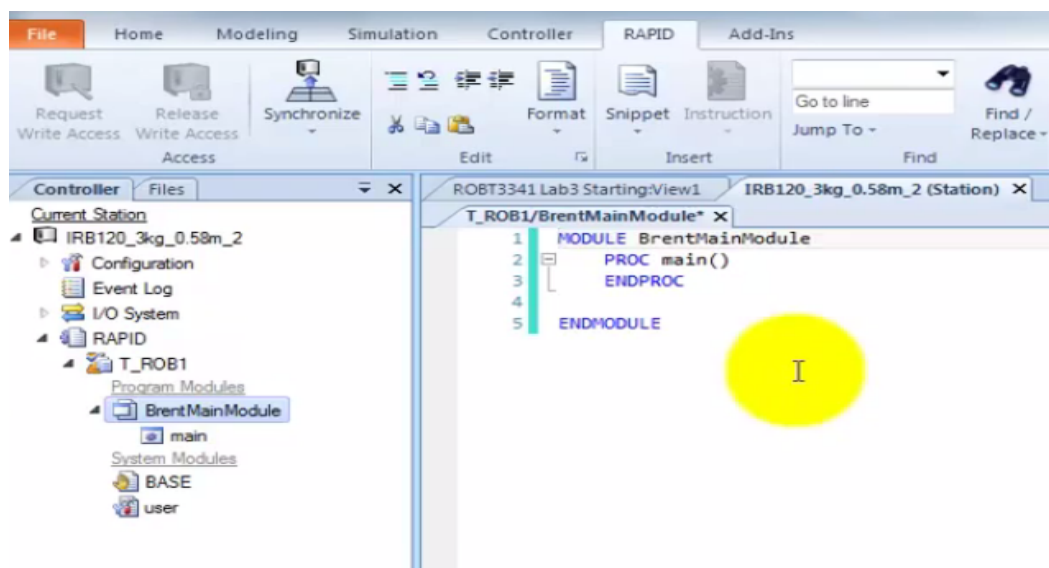 File Home Modeling Simulation Controller RAPID Add-Ins
Request Write Access
Release Write Access
Access
Synchronize
Format
Edit
Snippet
Instruction
Insert
Go to line
Jump To
Find / Replace
Find
Controller Files
Current Station
IRB120_3kg_0.58m_2
Configuration
Event Log
I/O System
RAPID
T_ROB1
Program Modules
BrentMainModule
main
System Modules
BASE
user
ROBT3341 Lab3 Starting:View1 IRB120_3kg_0.58m_2 (Station)
T_ROB1/BrentMainModule*
1 MODULE BrentMainModule
2 PROC main()
3 ENDPROC
4
5 ENDMODULE